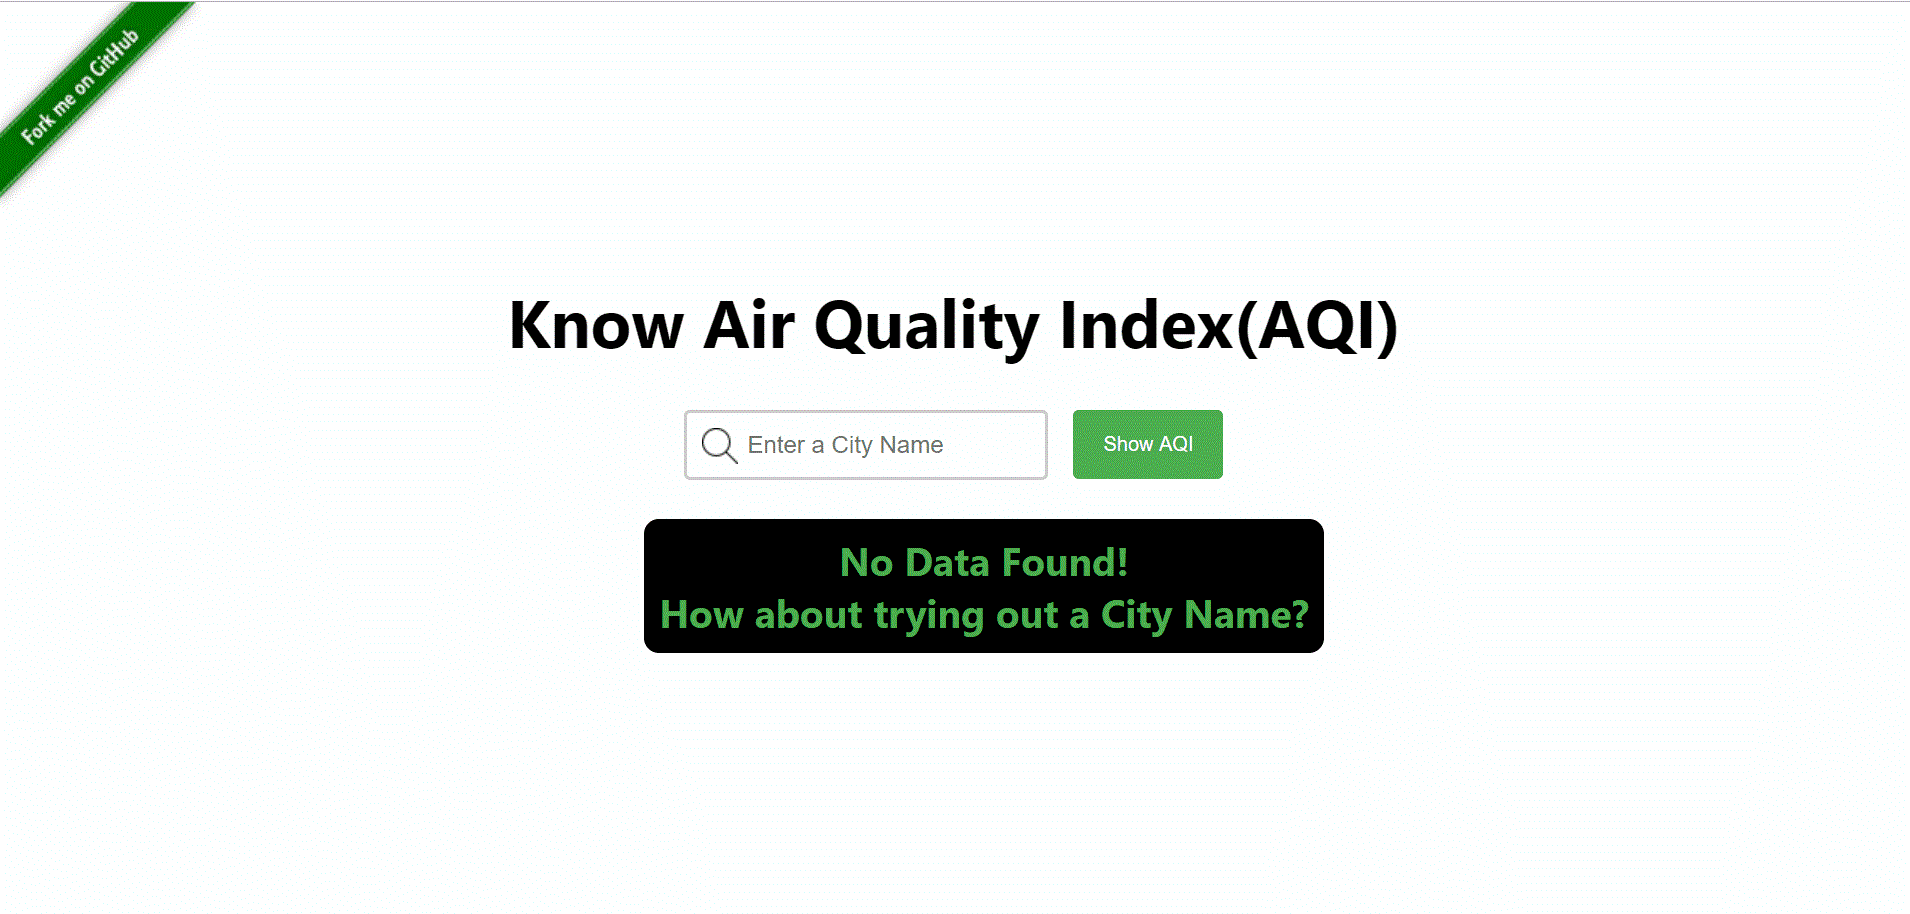 Fork me on GitHub
Know Air Quality Index(AQI)
Enter a City Name
Show AQI
No Data Found!
How about trying out a City Name?